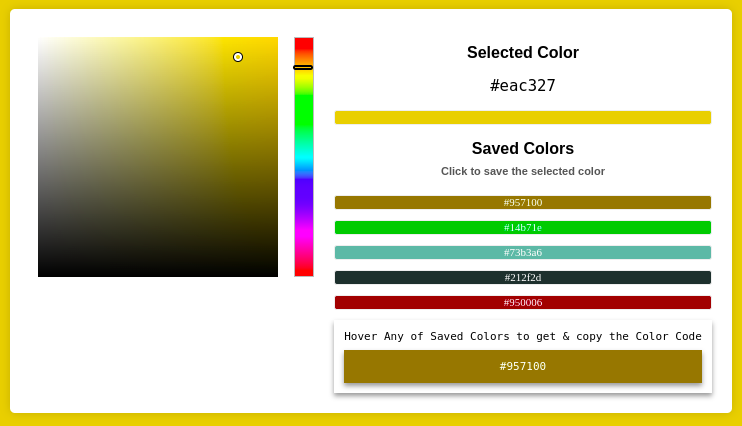 Selected Color
#eac327
Saved Colors
Click to save the selected color
#957100
#14b71e
#73b3a6
#212f2d
#950006
Hover Any of Saved Colors to get & copy the Color Code
#957100